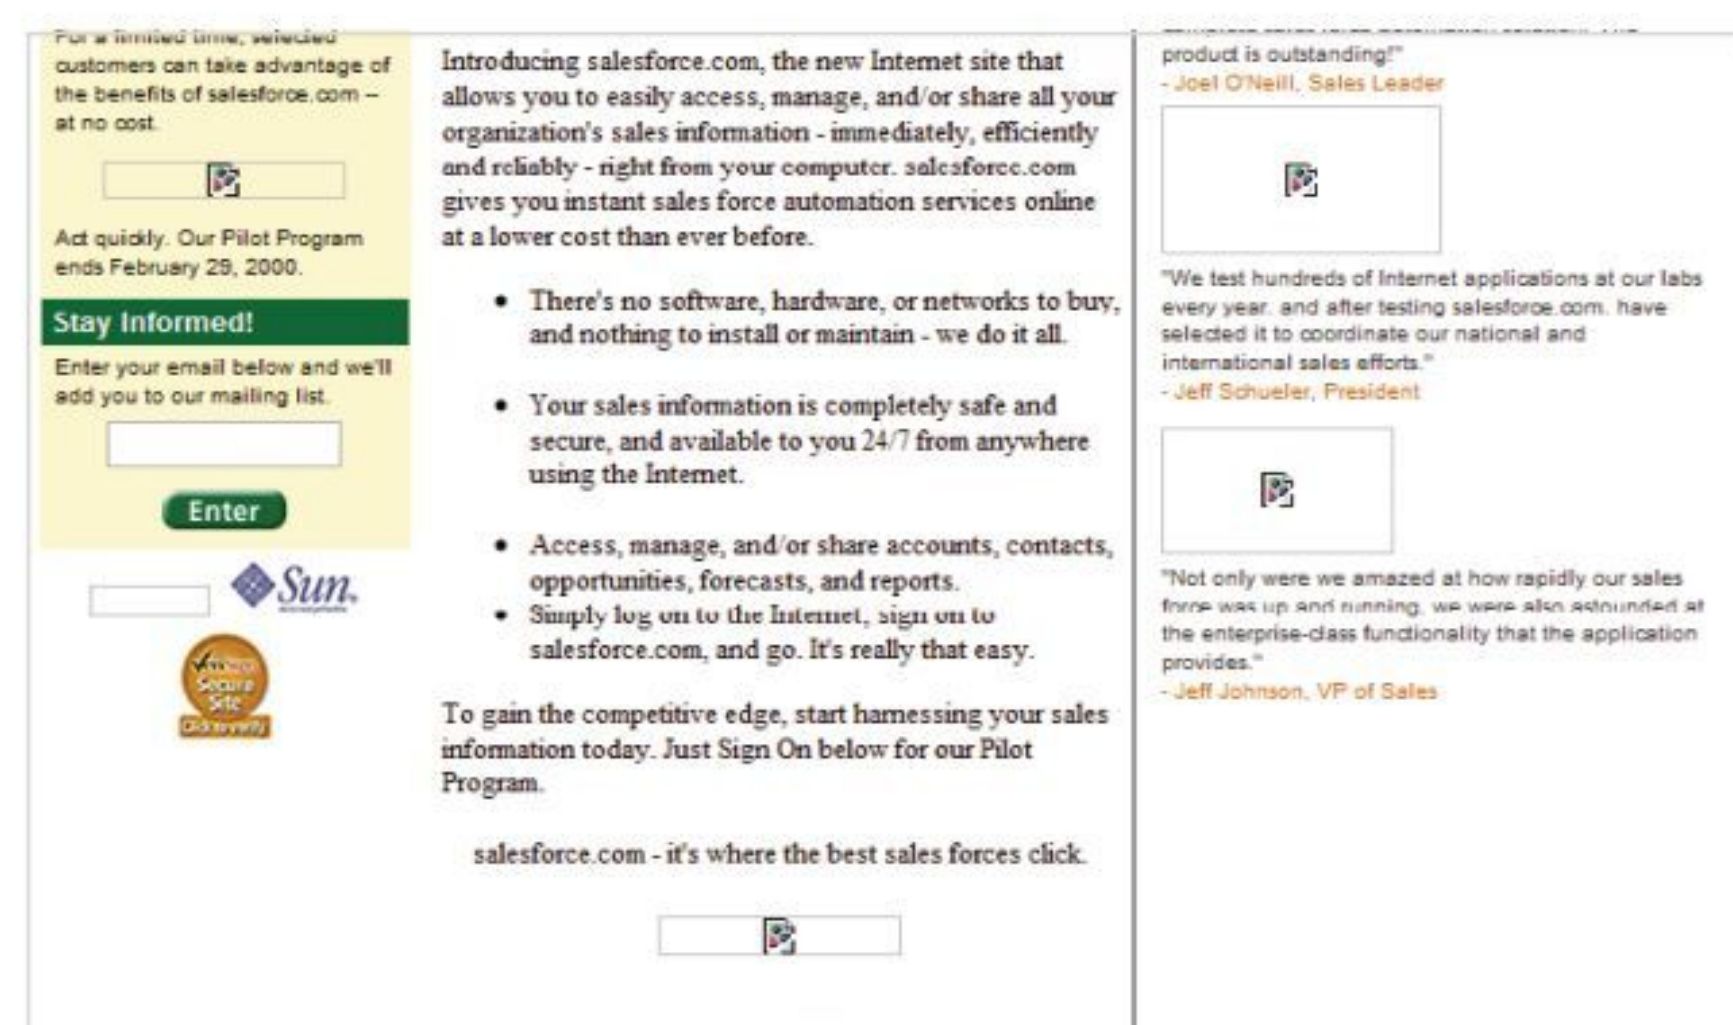 For a limited time, selected
customers can take advantage of
the benefits of salesforce.com --
at no cost.
Act quickly. Our Pilot Program
ends February 29, 2000.
Stay Informed!
Enter your email below and we'll
add you to our mailing list.
Enter
Sun
VeriSign
Secure
Site
Click to verify
Introducing salesforce.com, the new Internet site that
allows you to easily access, manage, and/or share all your
organization's sales information - immediately, efficiently
and reliably - right from your computer. salesforce.com
gives you instant sales force automation services online
at a lower cost than ever before.
• There's no software, hardware, or networks to buy,
and nothing to install or maintain - we do it all.
• Your sales information is completely safe and
secure, and available to you 24/7 from anywhere
using the Internet.
• Access, manage, and/or share accounts, contacts,
opportunities, forecasts, and reports.
• Simply log on to the Internet, sign on to
salesforce.com, and go. It's really that easy.
To gain the competitive edge, start harnessing your sales
information today. Just Sign On below for our Pilot
Program.
salesforce.com - it's where the best sales forces click.
product is outstanding!"
- Joel O'Neill, Sales Leader
"We test hundreds of Internet applications at our labs
every year. and after testing salesforce.com. have
selected it to coordinate our national and
international sales efforts."
- Jeff Schueler, President
"Not only were we amazed at how rapidly our sales
force was up and running, we were also astounded at
the enterprise-class functionality that the application
provides."
- Jeff Johnson, VP of Sales